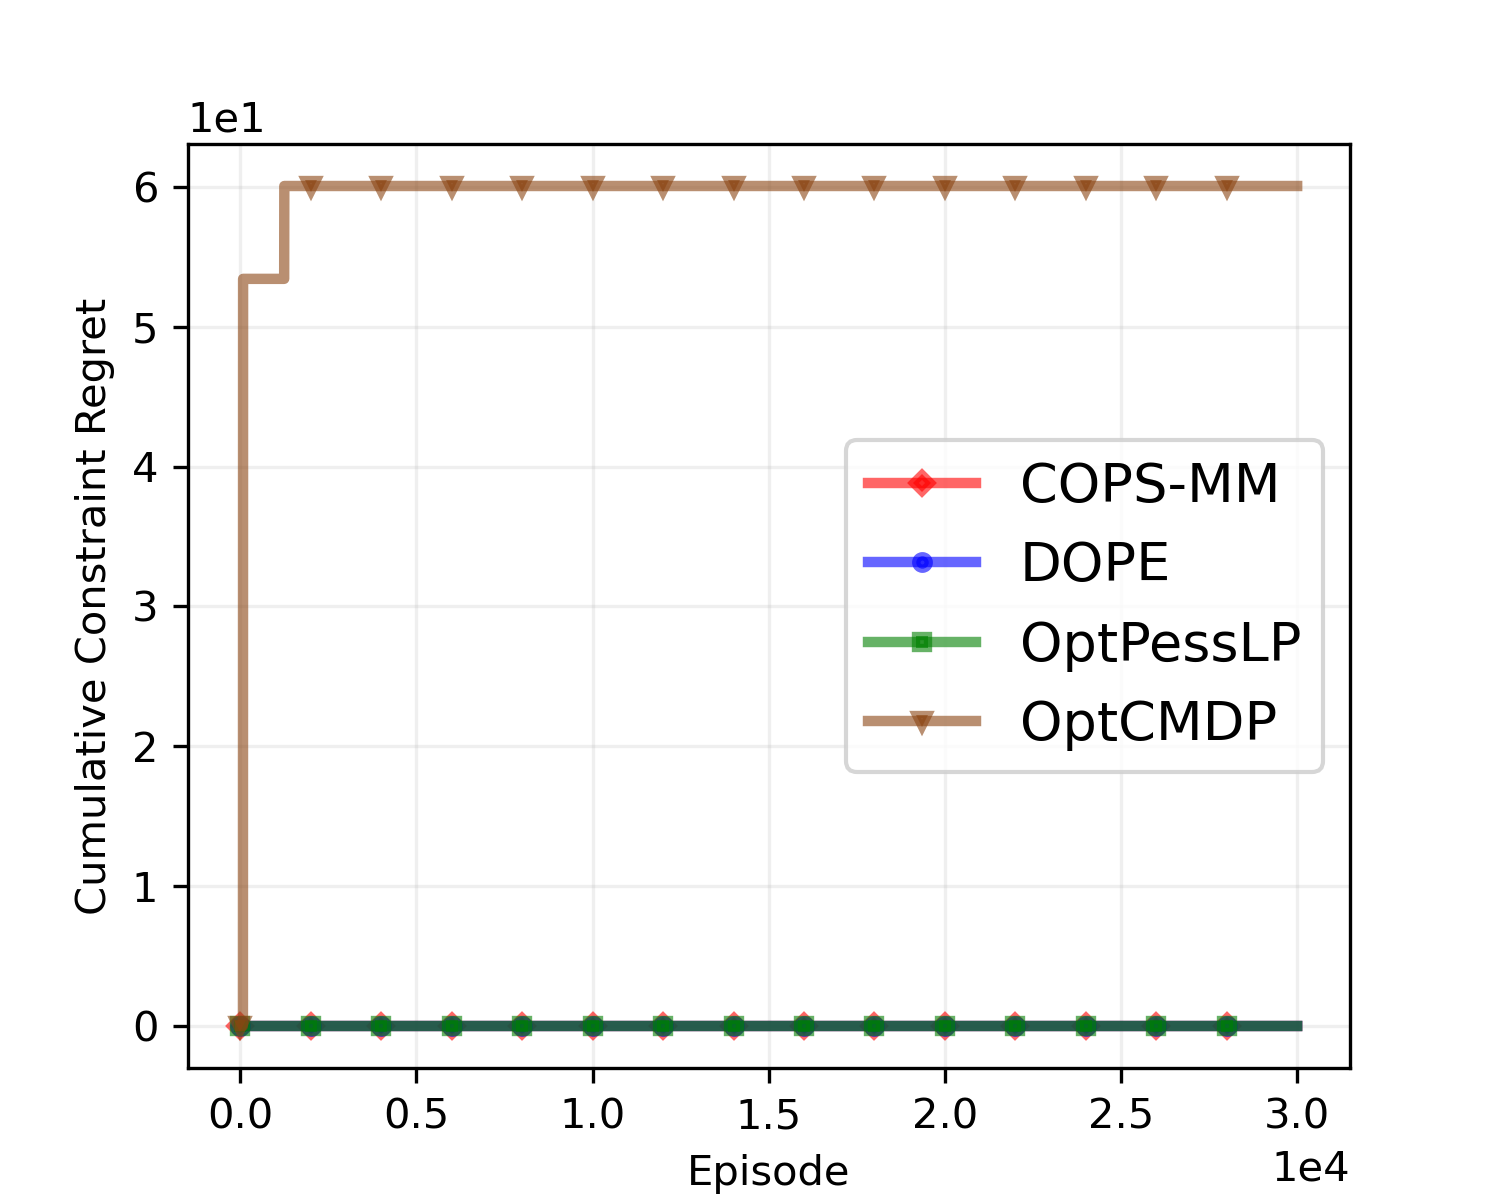 1e1
6
5
4
3
2
1
0
Cumulative Constraint Regret
COPS-MM
DOPE
OptPessLP
OptCMDP
0.0 0.5 1.0 1.5 2.0 2.5 3.0
Episode
1e4